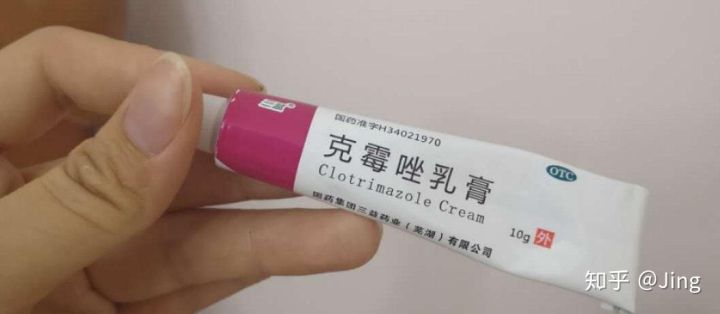 三益®
国药准字H34021970
克霉唑乳膏
Clotrimazole Cream
OTC
国药集团三益药业（芜湖）有限公司
10g 外
知乎 @Jing